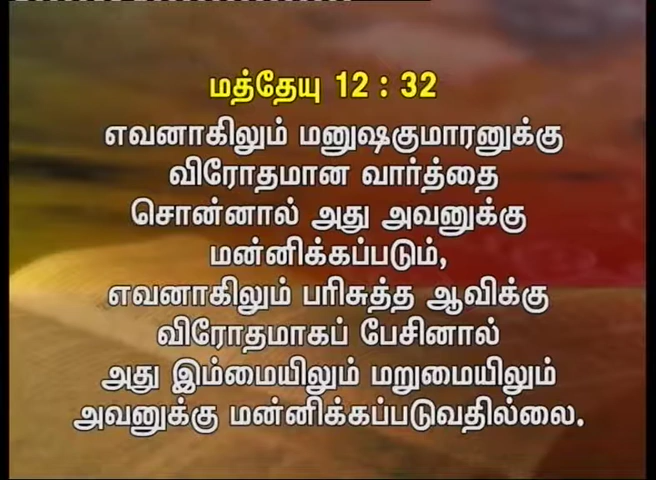 மத்தேயு 12 : 32
எவனாகிலும் மனுஷகுமாரனுக்கு
விரோதமான வார்த்தை
சொன்னால் அது அவனுக்கு
மன்னிக்கப்படும்,
எவனாகிலும் பரிசுத்த ஆவிக்கு
விரோதமாகப் பேசினால்
அது இம்மையிலும் மறுமையிலும்
அவனுக்கு மன்னிக்கப்படுவதில்லை.